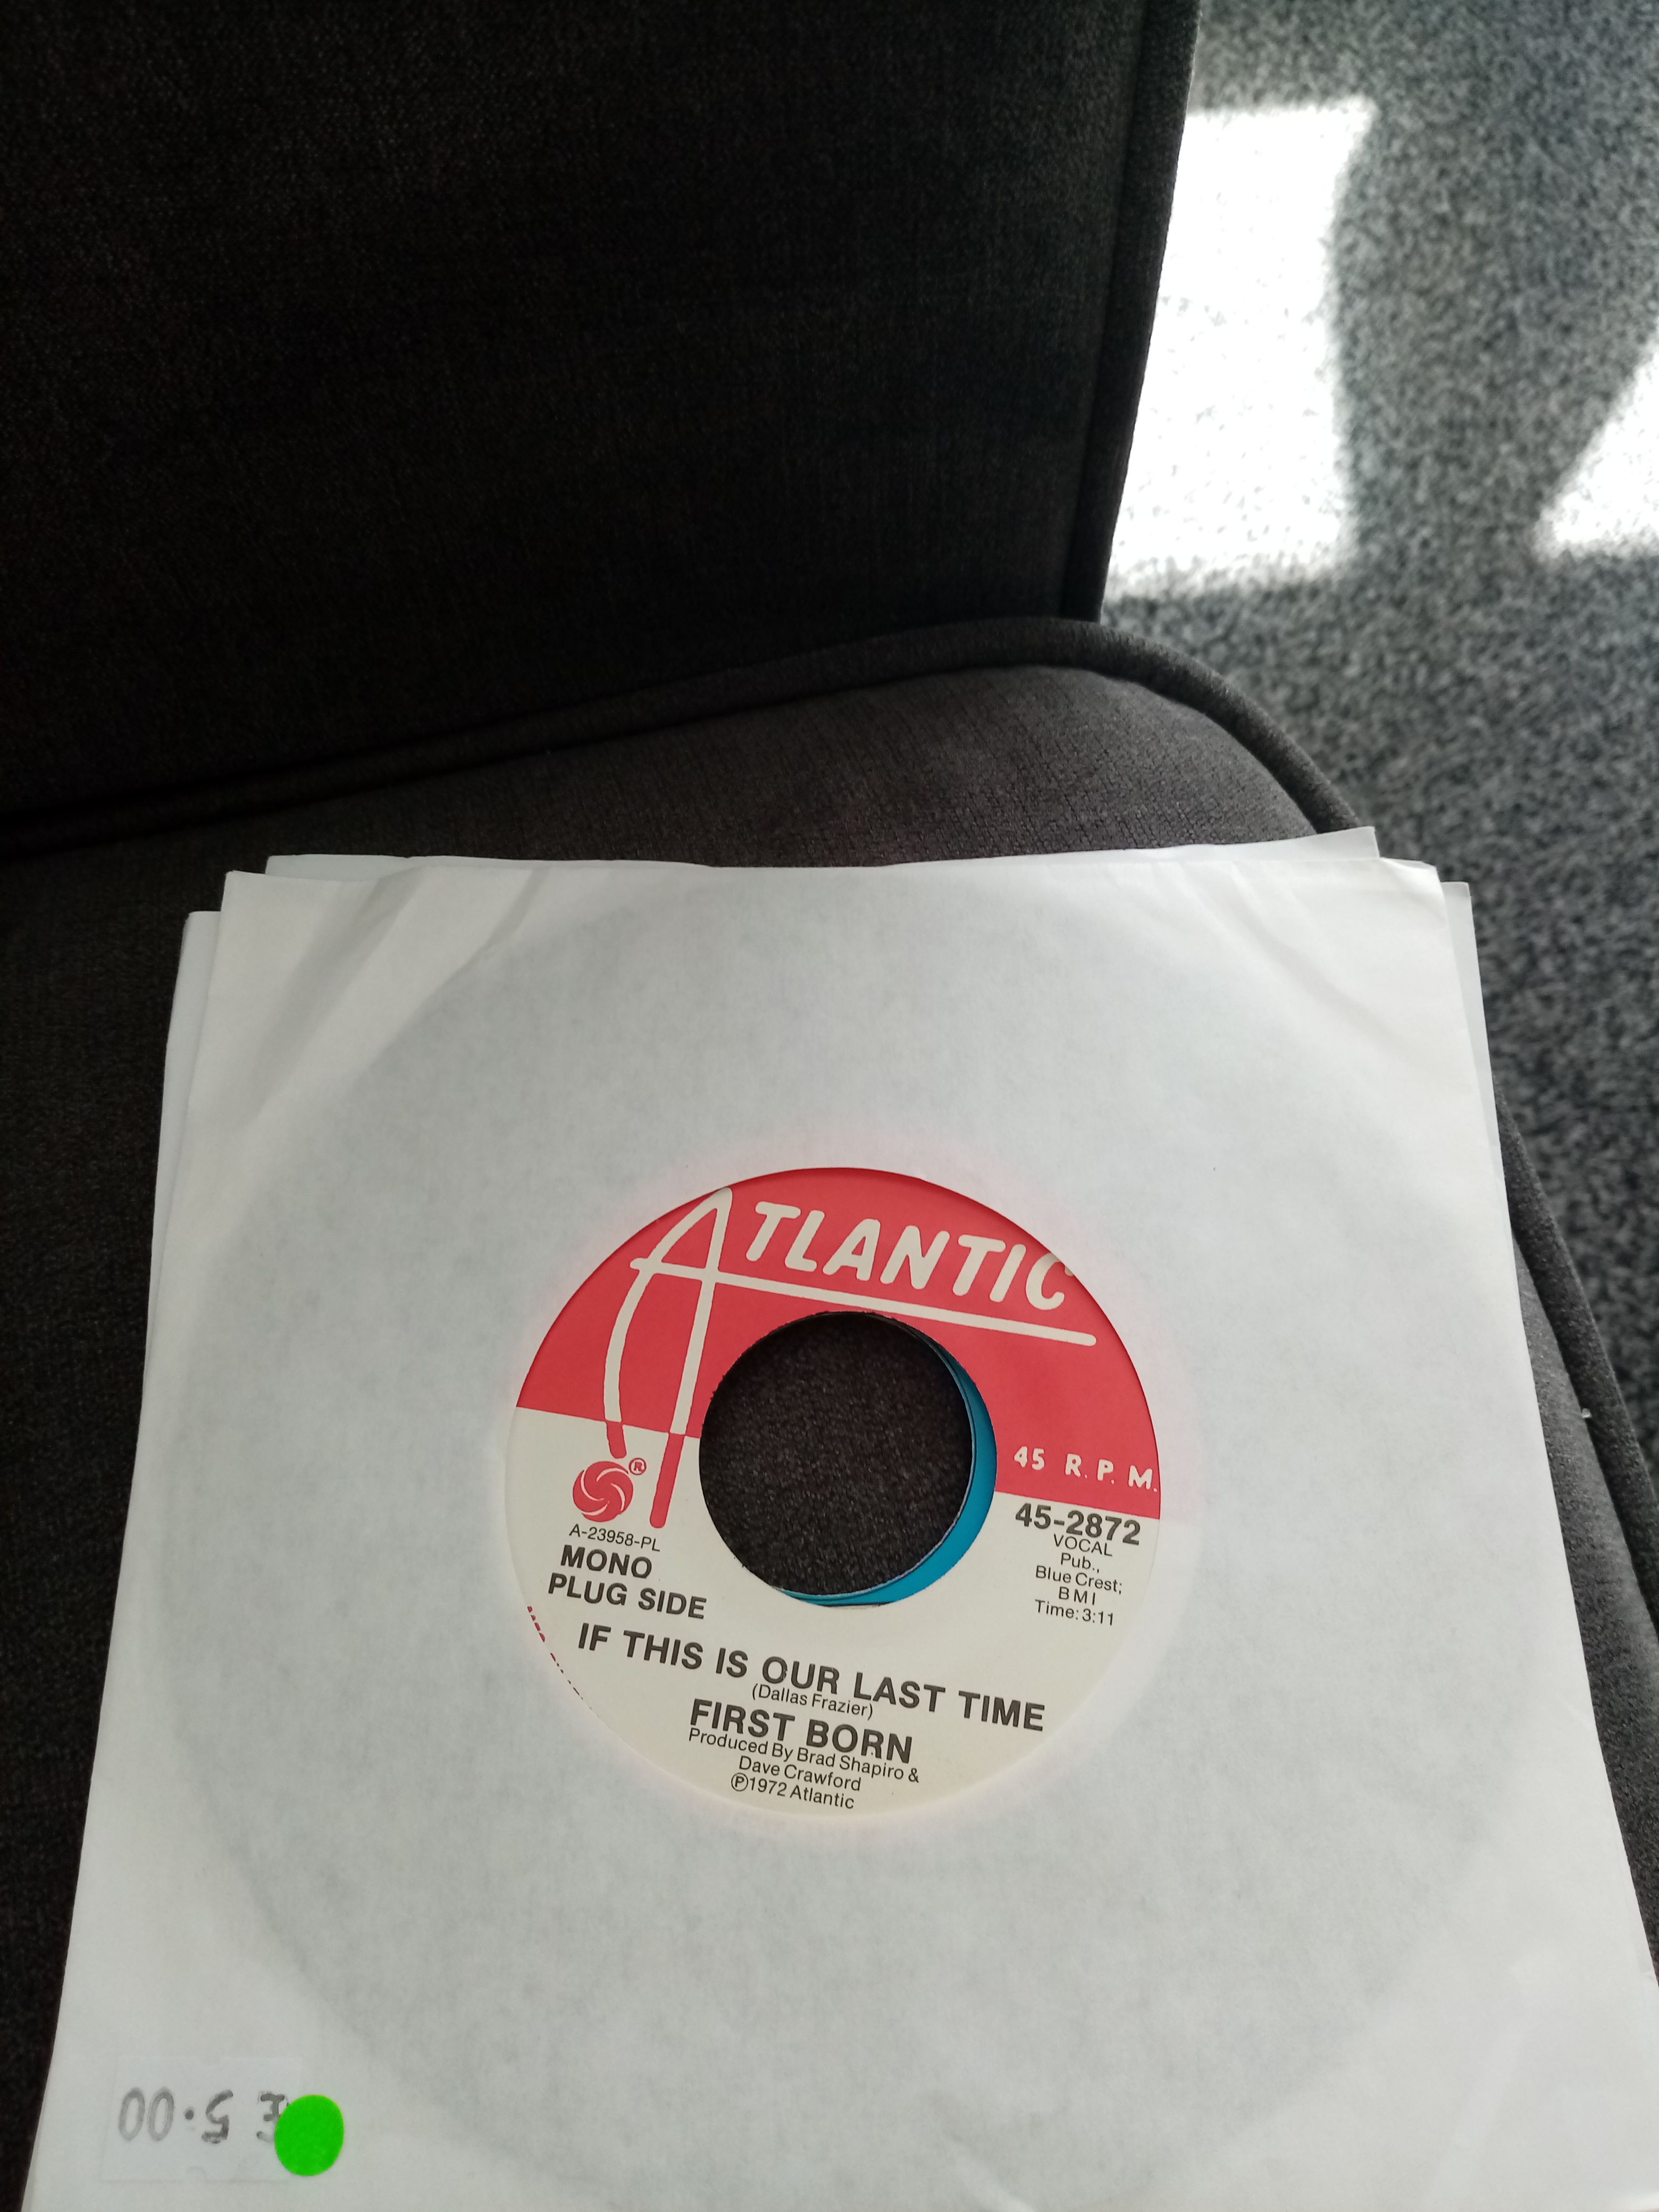 ATLANTIC
45 R.P.M.
®
A-23958-PL
MONO
PLUG SIDE
45-2872
VOCAL
Pub.,
Blue Crest;
BMI
Time: 3:11
IF THIS IS OUR LAST TIME
(Dallas Frazier)
FIRST BORN
Produced By Brad Shapiro &
Dave Crawford
Ⓟ1972 Atlantic
£ 5.00